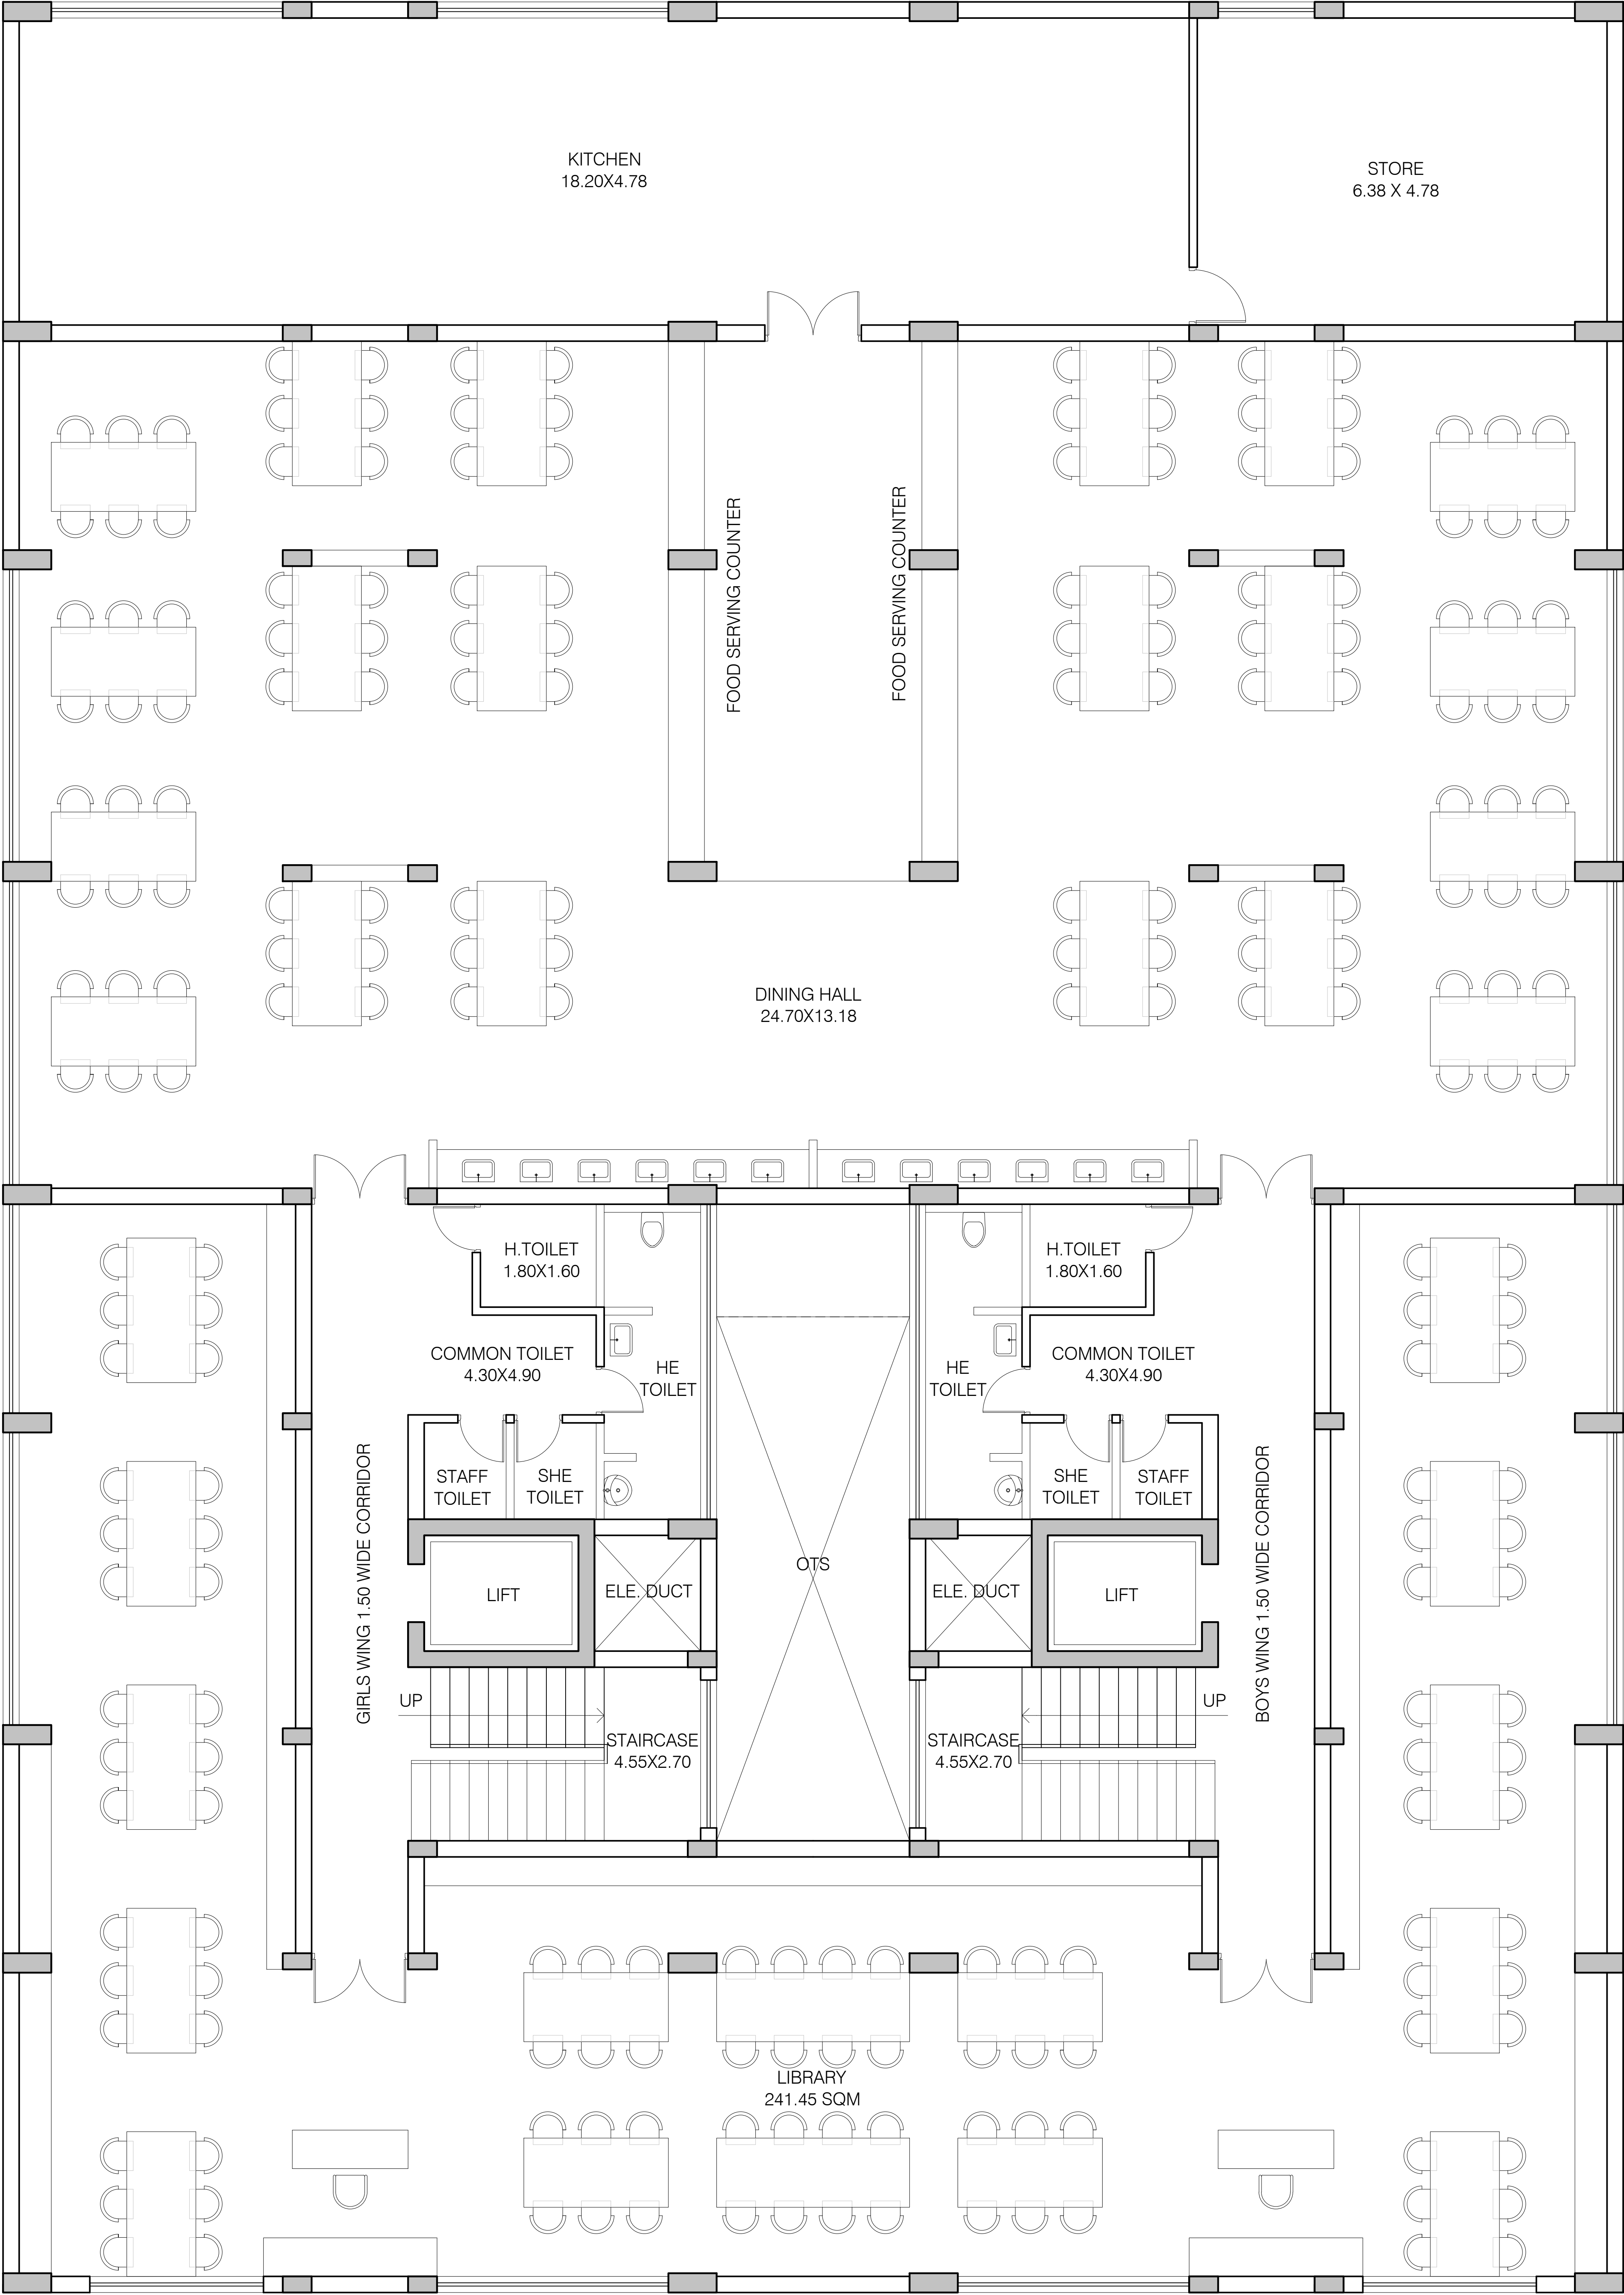 KITCHEN
18.20X4.78
STORE
6.38 X 4.78
FOOD SERVING COUNTER
FOOD SERVING COUNTER
DINING HALL
24.70X13.18
H.TOILET
1.80X1.60
H.TOILET
1.80X1.60
COMMON TOILET
4.30X4.90
HE
TOILET
HE
TOILET
COMMON TOILET
4.30X4.90
GIRLS WING 1.50 WIDE CORRIDOR
STAFF
TOILET
SHE
TOILET
SHE
TOILET
STAFF
TOILET
BOYS WING 1.50 WIDE CORRIDOR
LIFT
ELE. DUCT
OTS
ELE. DUCT
LIFT
UP
STAIRCASE
4.55X2.70
STAIRCASE
4.55X2.70
UP
LIBRARY
241.45 SQM